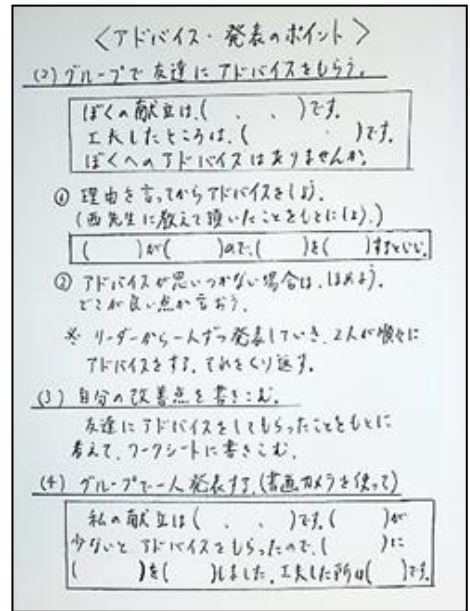 〈アドバイス・発表のポイント〉
(2)グループで友達にアドバイスをもらう。
ぼくの献立は、(　、　、　)です。
工夫したところは、(　　　)です。
ぼくへのアドバイスはありませんか。
① 理由を言ってからアドバイスをしよう。
(西先生に教えて頂いたことをもとにしよう。)
(　　)が(　　)ので、(　　)を(　　)するといい。
② アドバイスが思いつかない場合は、ほめよう。
どこが良い点か言おう。
※ リーダーから一人ずつ発表していき、2人が順々に
アドバイスをする。それをくり返す。
(3) 自分の改善点を書きこむ。
友達にアドバイスをしてもらったことをもとに
考えて、ワークシートに書きこむ。
(4) グループで一人発表する。(書画カメラを使って)
私の献立は(　、　、　)です。(　　)が
少ないとアドバイスをもらったので、(　　)に
(　　)を(　　)しました。工夫した所は(　　)です。